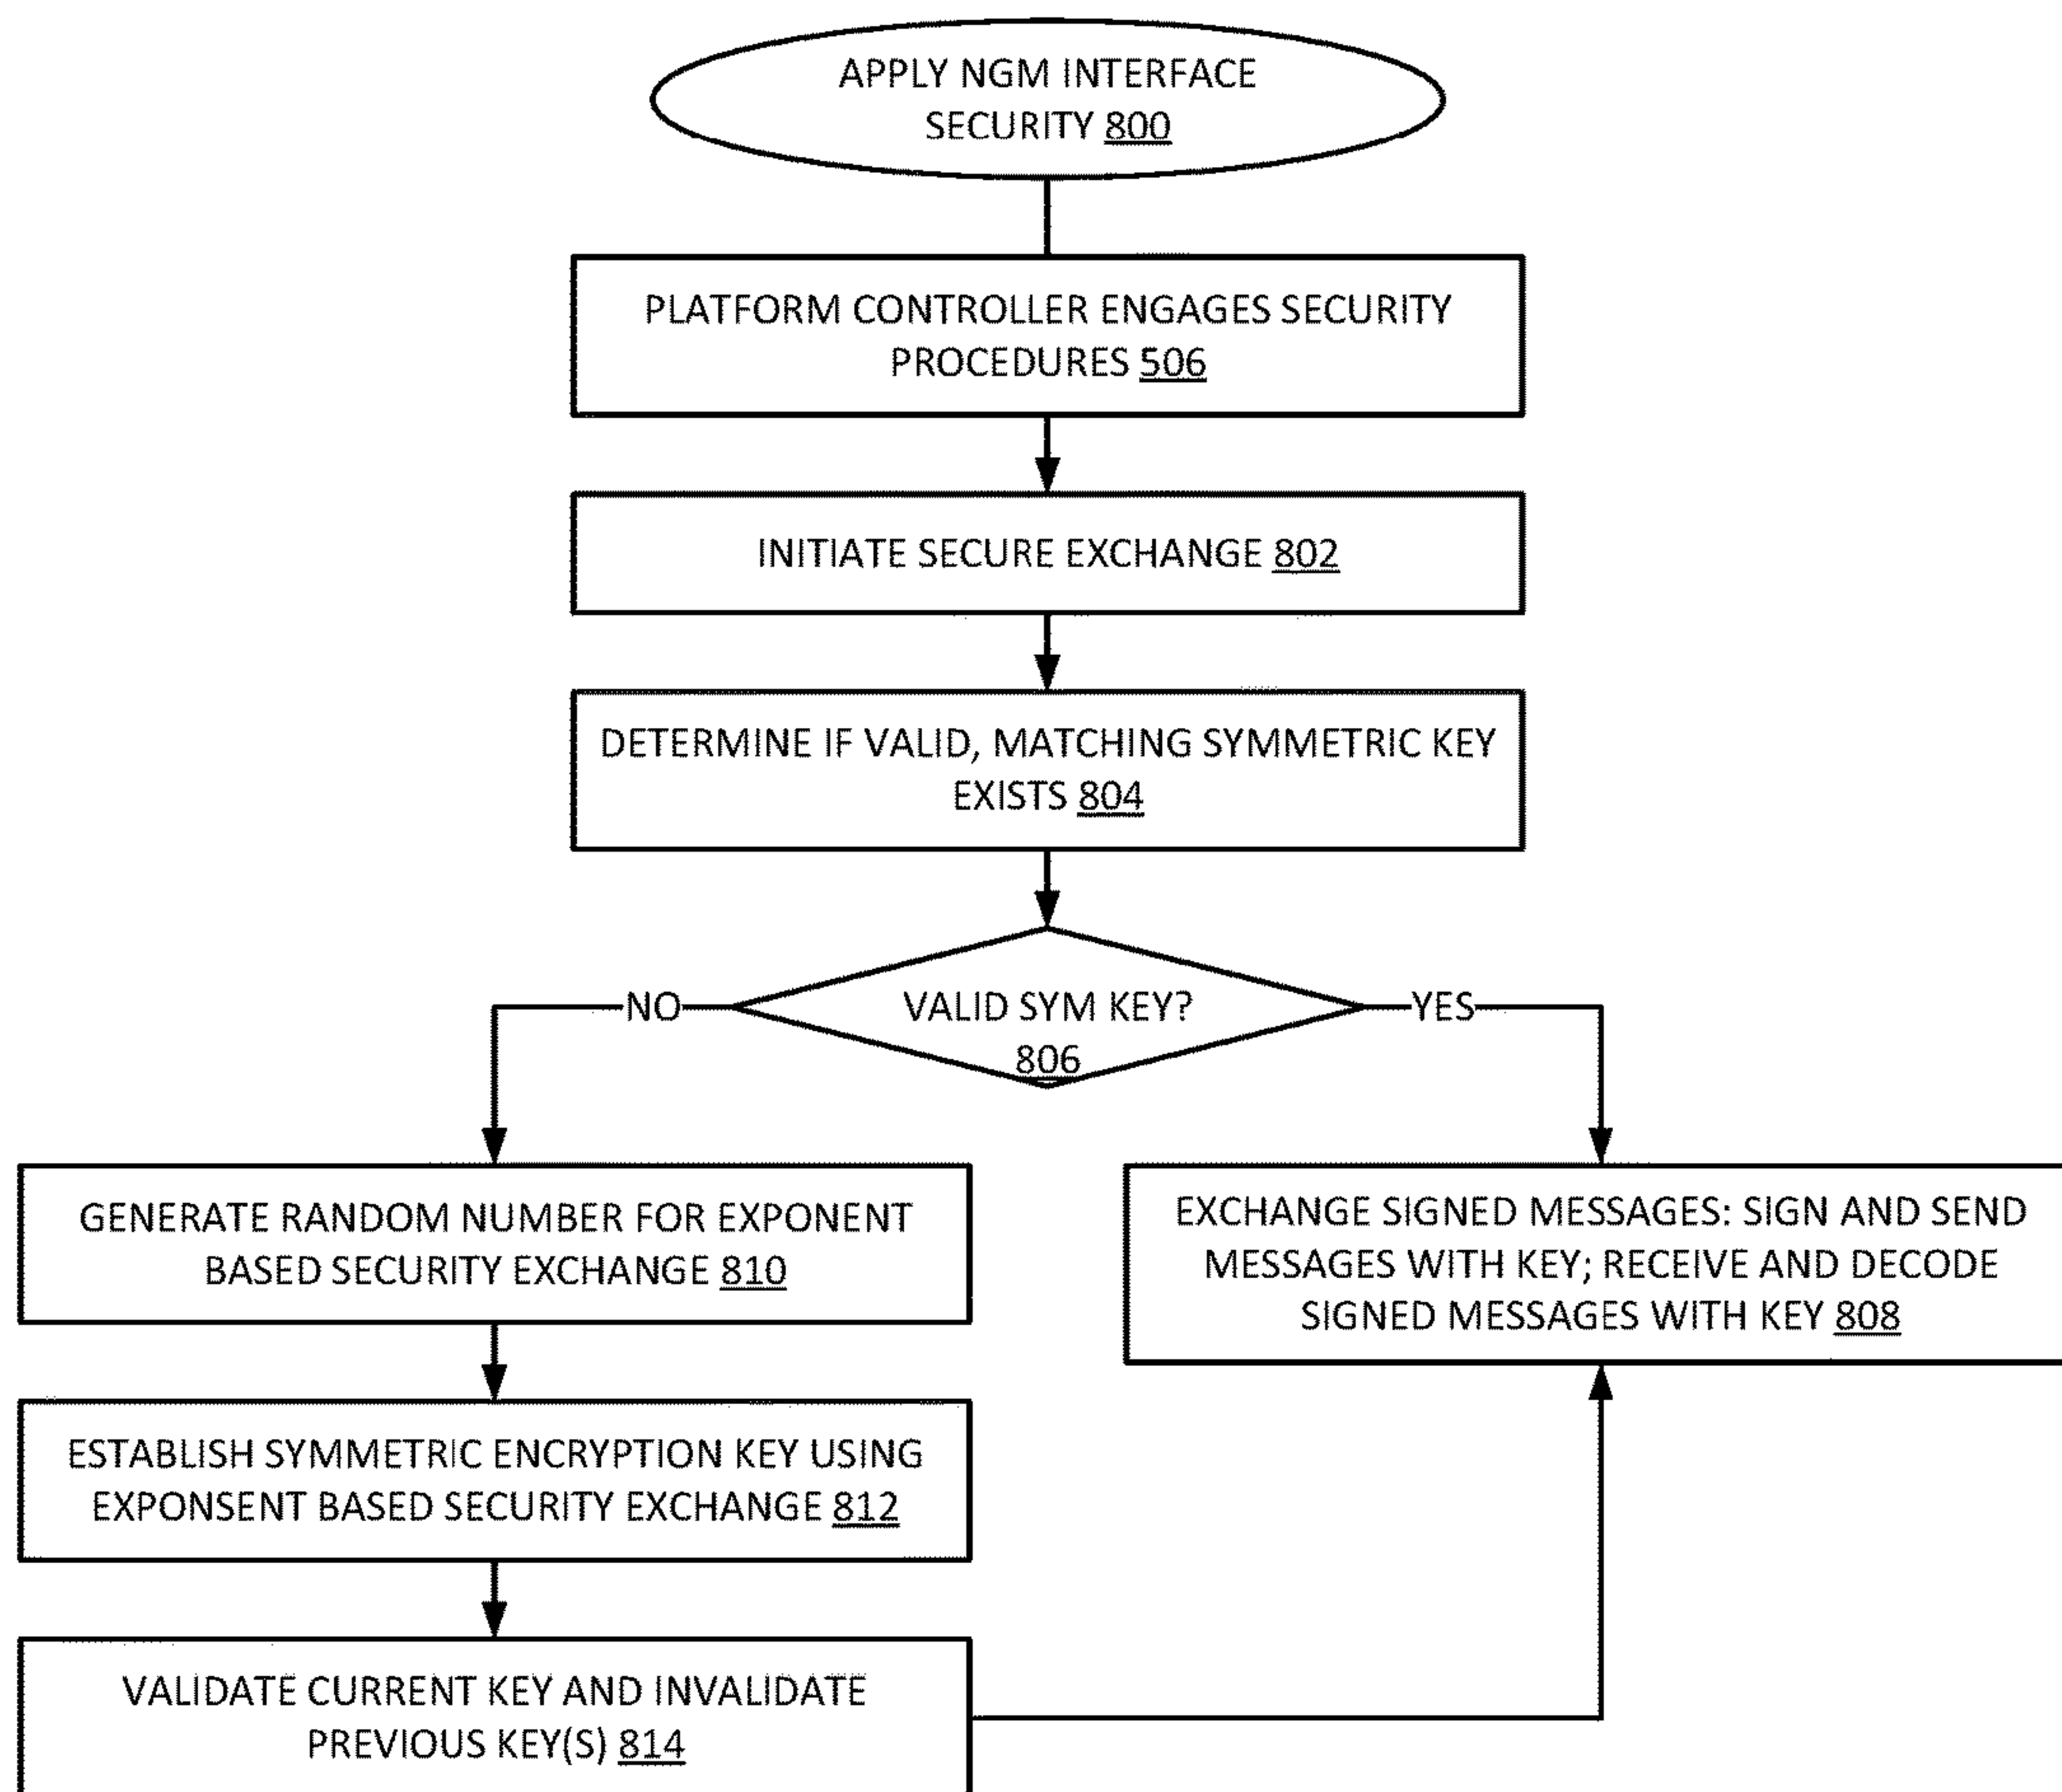 APPLY NGM INTERFACE
SECURITY 800
PLATFORM CONTROLLER ENGAGES SECURITY
PROCEDURES 506
INITIATE SECURE EXCHANGE 802
DETERMINE IF VALID, MATCHING SYMMETRIC KEY
EXISTS 804
VALID SYM KEY?
806
NO
YES
GENERATE RANDOM NUMBER FOR EXPONENT
BASED SECURITY EXCHANGE 810
EXCHANGE SIGNED MESSAGES: SIGN AND SEND
MESSAGES WITH KEY; RECEIVE AND DECODE
SIGNED MESSAGES WITH KEY 808
ESTABLISH SYMMETRIC ENCRYPTION KEY USING
EXPONSENT BASED SECURITY EXCHANGE 812
VALIDATE CURRENT KEY AND INVALIDATE
PREVIOUS KEY(S) 814